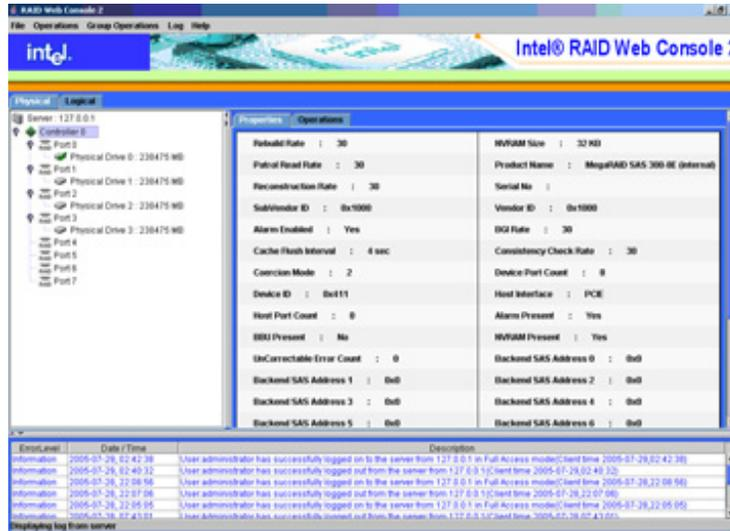 RAID Web Console 2
File Operations Group Operations Log Help
intel.
Intel® RAID Web Console 2
Physical Logical
Server : 127.0.0.1
Controller 0
Port 0
Physical Drive 0 : 238475 MB
Port 1
Physical Drive 1 : 238475 MB
Port 2
Physical Drive 2 : 238475 MB
Port 3
Physical Drive 3 : 238475 MB
Port 4
Port 5
Port 6
Port 7
Properties Operations
Rebuild Rate : 30
NVRAM Size : 32 KB
Patrol Read Rate : 30
Product Name : MegaRAID SAS 300-8E (internal)
Reconstruction Rate : 30
Serial No :
SubVendor ID : 0x1000
Vendor ID : 0x1000
Alarm Enabled : Yes
BGI Rate : 30
Cache Flush Interval : 4 sec
Consistency Check Rate : 30
Coercion Mode : 2
Device Port Count : 8
Device ID : 0x411
Host Interface : PCIE
Host Port Count : 0
Alarm Present : Yes
BBU Present : No
NVRAM Present : Yes
UnCorrectable Error Count : 0
Backend SAS Address 0 : 0x0
Backend SAS Address 1 : 0x0
Backend SAS Address 2 : 0x0
Backend SAS Address 3 : 0x0
Backend SAS Address 4 : 0x0
Backend SAS Address 5 : 0x0
Backend SAS Address 6 : 0x0
ErrorLevel Date / Time Description
Information 2005-07-29, 02:42:38 User administrator has successfully logged on to the server from 127.0.0.1 in Full Access mode(Client time 2005-07-29,02:42:38)
Information 2005-07-29, 02:40:32 User administrator has successfully logged out from the server from 127.0.0.1(Client time 2005-07-29,02:40:32)
Information 2005-07-28, 22:08:56 User administrator has successfully logged on to the server from 127.0.0.1 in Full Access mode(Client time 2005-07-28,22:08:56)
Information 2005-07-28, 22:07:06 User administrator has successfully logged out from the server from 127.0.0.1(Client time 2005-07-28,22:07:06)
Information 2005-07-28, 22:05:05 User administrator has successfully logged on to the server from 127.0.0.1 in Full Access mode(Client time 2005-07-28,22:05:05)
Displaying log from server